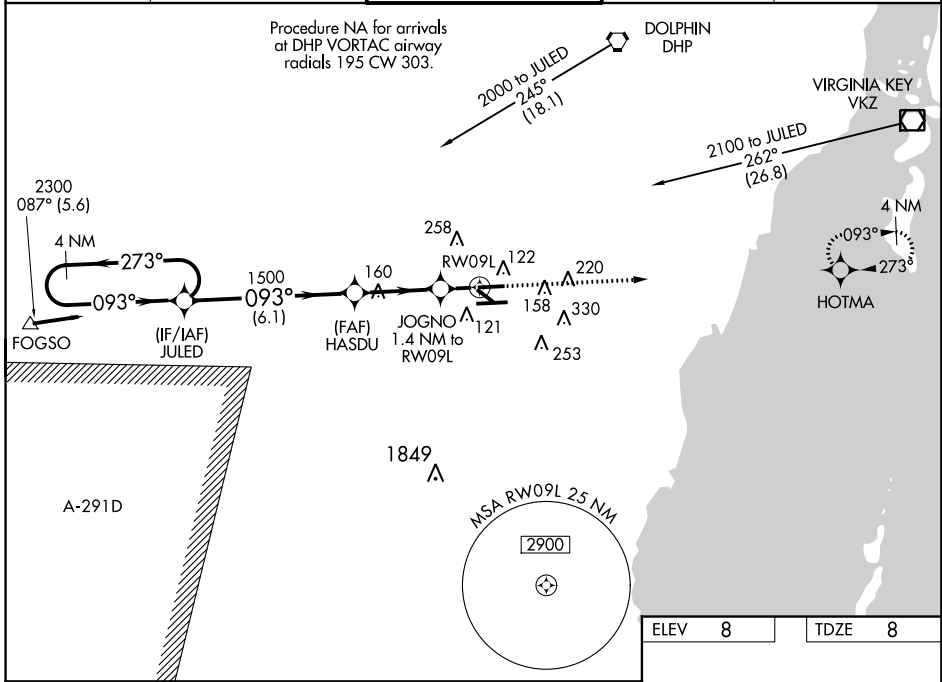 Procedure NA for arrivals
at DHP VORTAC airway
radials 195 CW 303.
DOLPHIN
DHP
2000 to JULED
245°
(18.1)
VIRGINIA KEY
VKZ
2100 to JULED
262°
(26.8)
2300
087° (5.6)
4 NM
273°
093°
FOGSO
(IF/IAF)
JULED
1500
093°
(6.1)
160
(FAF)
HASDU
258
RW09L
122
JOGNO
1.4 NM to
RW09L
121
158
220
330
253
4 NM
093°
273°
HOTMA
A-291D
1849
MSA RW09L 25 NM
2900
ELEV 8
TDZE 8